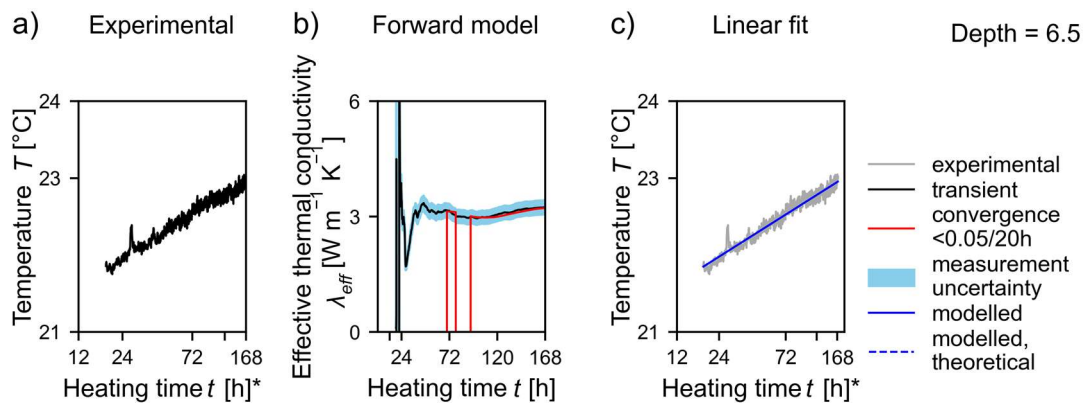 a) Experimental
b) Forward model
c) Linear fit
Depth = 6.5
Temperature T [°C]
24
23
22
21
12 24 72 168
Heating time t [h]*
Effective thermal conductivity
λeff [W m⁻¹ K⁻¹]
6
3
0
24 72 120 168
Heating time t [h]
Temperature T [°C]
24
23
22
21
12 24 72 168
Heating time t [h]*
experimental
transient
convergence
<0.05/20h
measurement
uncertainty
modelled
modelled,
theoretical